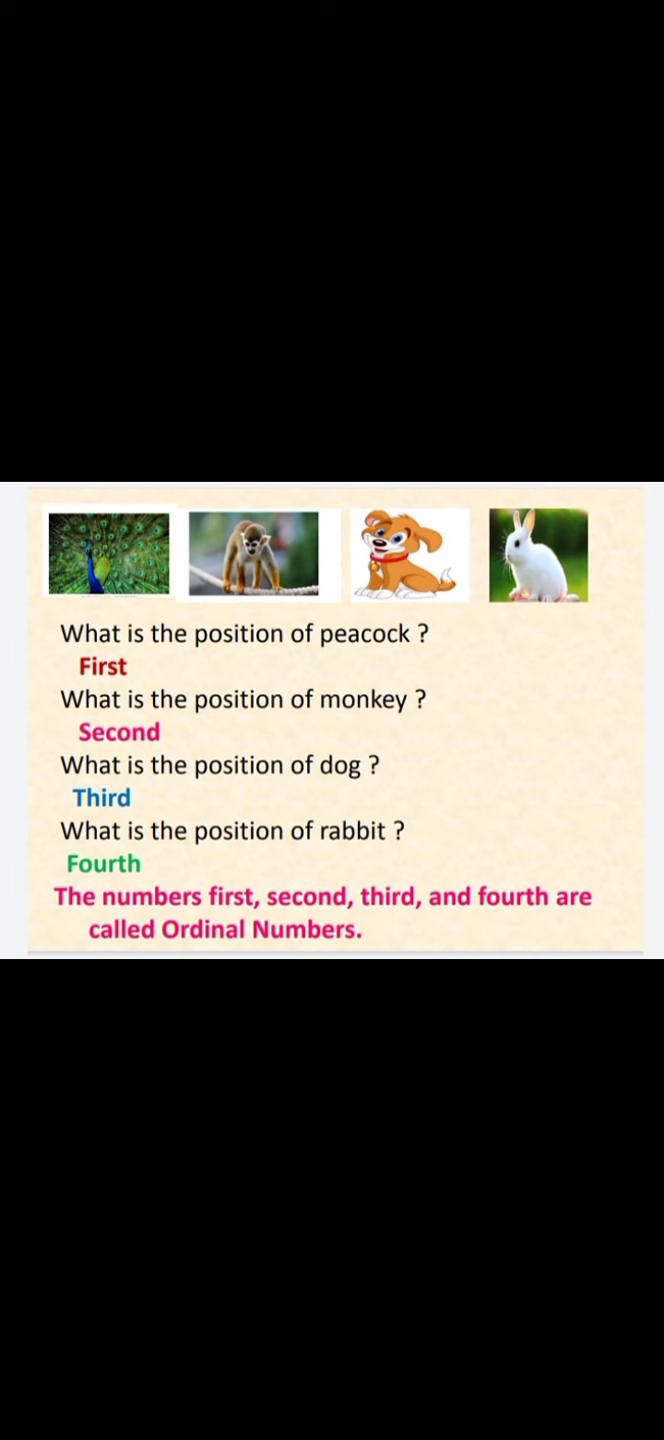 What is the position of peacock ?
First
What is the position of monkey ?
Second
What is the position of dog ?
Third
What is the position of rabbit ?
Fourth
The numbers first, second, third, and fourth are
called Ordinal Numbers.